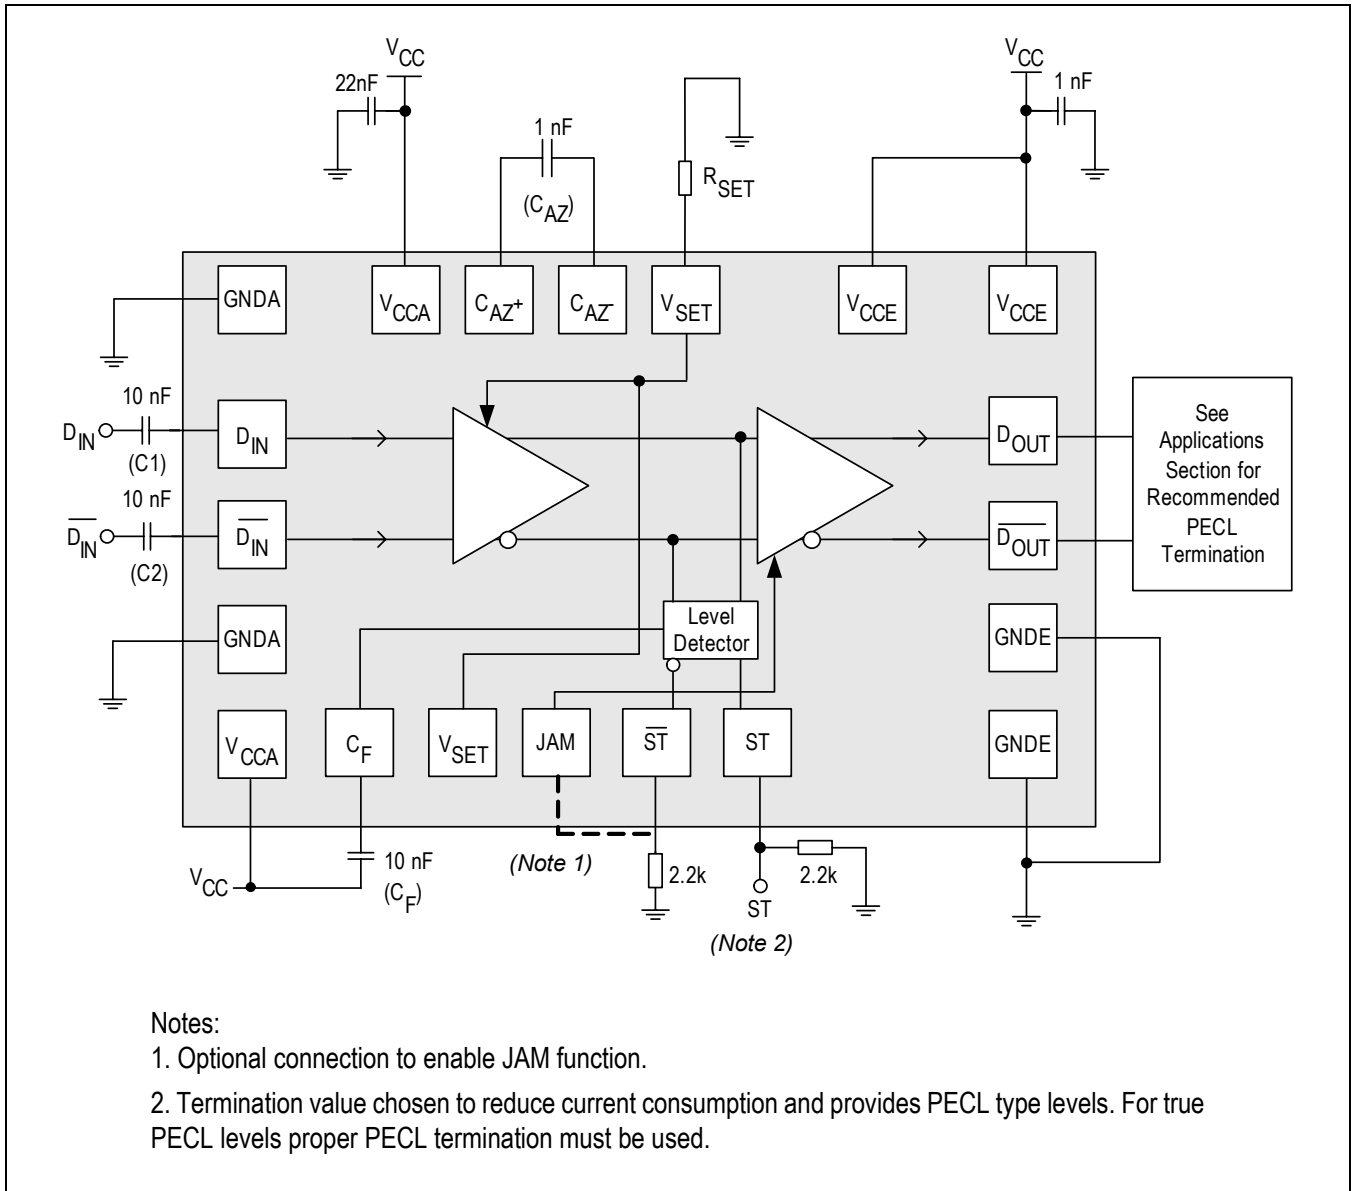 VCC
VCC
22nF
1 nF
1 nF
(CAZ)
RSET
GNDA
VCCA
CAZ+
CAZ-
VSET
VCCE
VCCE
10 nF
DIN
(C1)
DIN
DOUT
See
Applications
Section for
Recommended
PECL
Termination
10 nF
D̅I̅N̅
(C2)
D̅I̅N̅
D̅O̅U̅T̅
GNDA
Level
Detector
GNDE
VCCA
CF
VSET
JAM
S̅T̅
ST
GNDE
VCC
10 nF
(CF)
(Note 1)
2.2k
2.2k
ST
(Note 2)
Notes:
1. Optional connection to enable JAM function.
2. Termination value chosen to reduce current consumption and provides PECL type levels. For true
PECL levels proper PECL termination must be used.